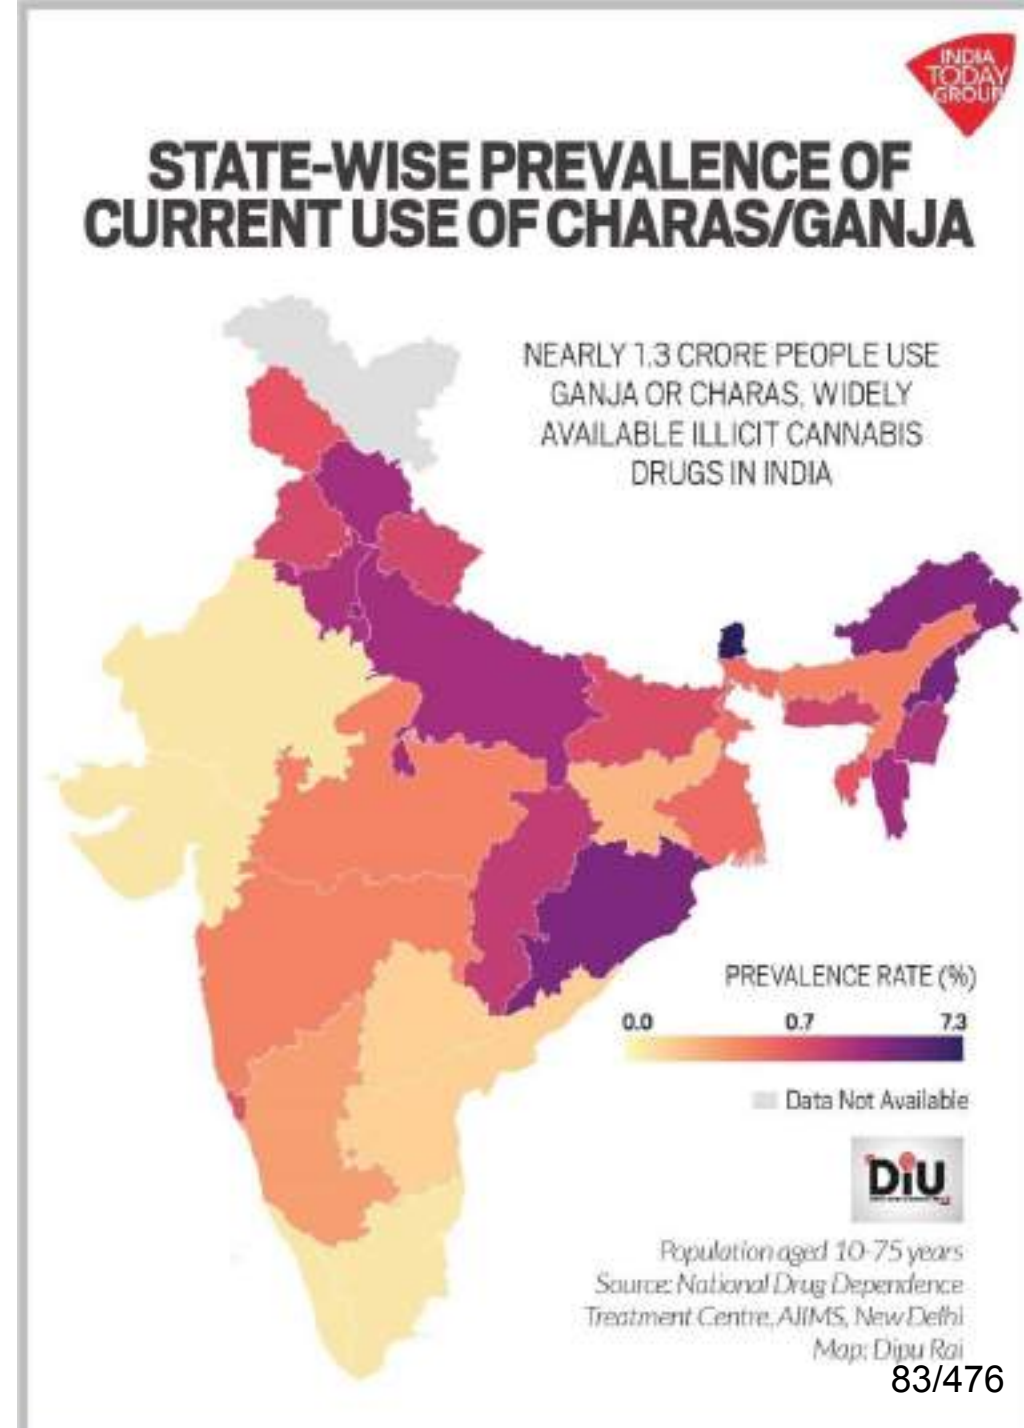 INDIA
TODAY
GROUP
STATE-WISE PREVALENCE OF
CURRENT USE OF CHARAS/GANJA
NEARLY 1.3 CRORE PEOPLE USE
GANJA OR CHARAS, WIDELY
AVAILABLE ILLICIT CANNABIS
DRUGS IN INDIA
PREVALENCE RATE (%)
0.0 0.7 7.3
Data Not Available
DiU
Population aged 10-75 years
Source: National Drug Dependence
Treatment Centre, AIIMS, New Delhi
Map: Dipu Rai
83/476